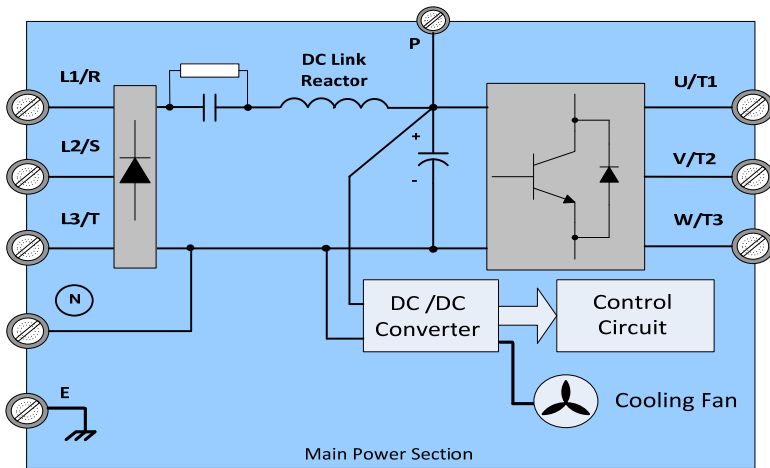 P
L1/R
DC Link
Reactor
U/T1
L2/S
+
-
V/T2
L3/T
W/T3
N
DC /DC
Converter
Control
Circuit
E
Cooling Fan
Main Power Section